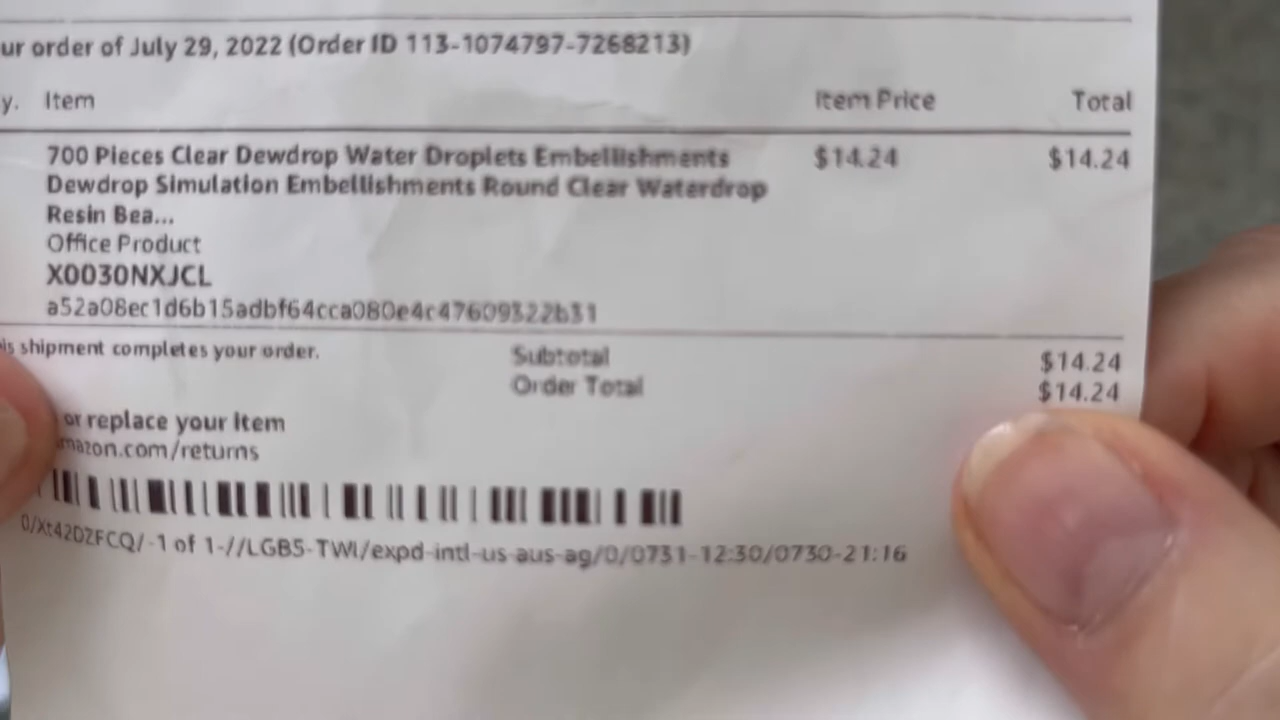 ur order of July 29, 2022 (Order ID 113-1074797-7268213)
y. Item Item Price Total
700 Pieces Clear Dewdrop Water Droplets Embellishments $14.24 $14.24
Dewdrop Simulation Embellishments Round Clear Waterdrop
Resin Bea...
Office Product
X0030NXJCL
a52a08ec1d6b15adbf64cca080e4c47609322b31
is shipment completes your order. Subtotal $14.24
Order Total $14.24
or replace your item
mazon.com/returns
0/Xt42DZFCQ/-1 of 1-//LGB5-TWI/expd-intl-us-aus-ag/0/0731-12:30/0730-21:16